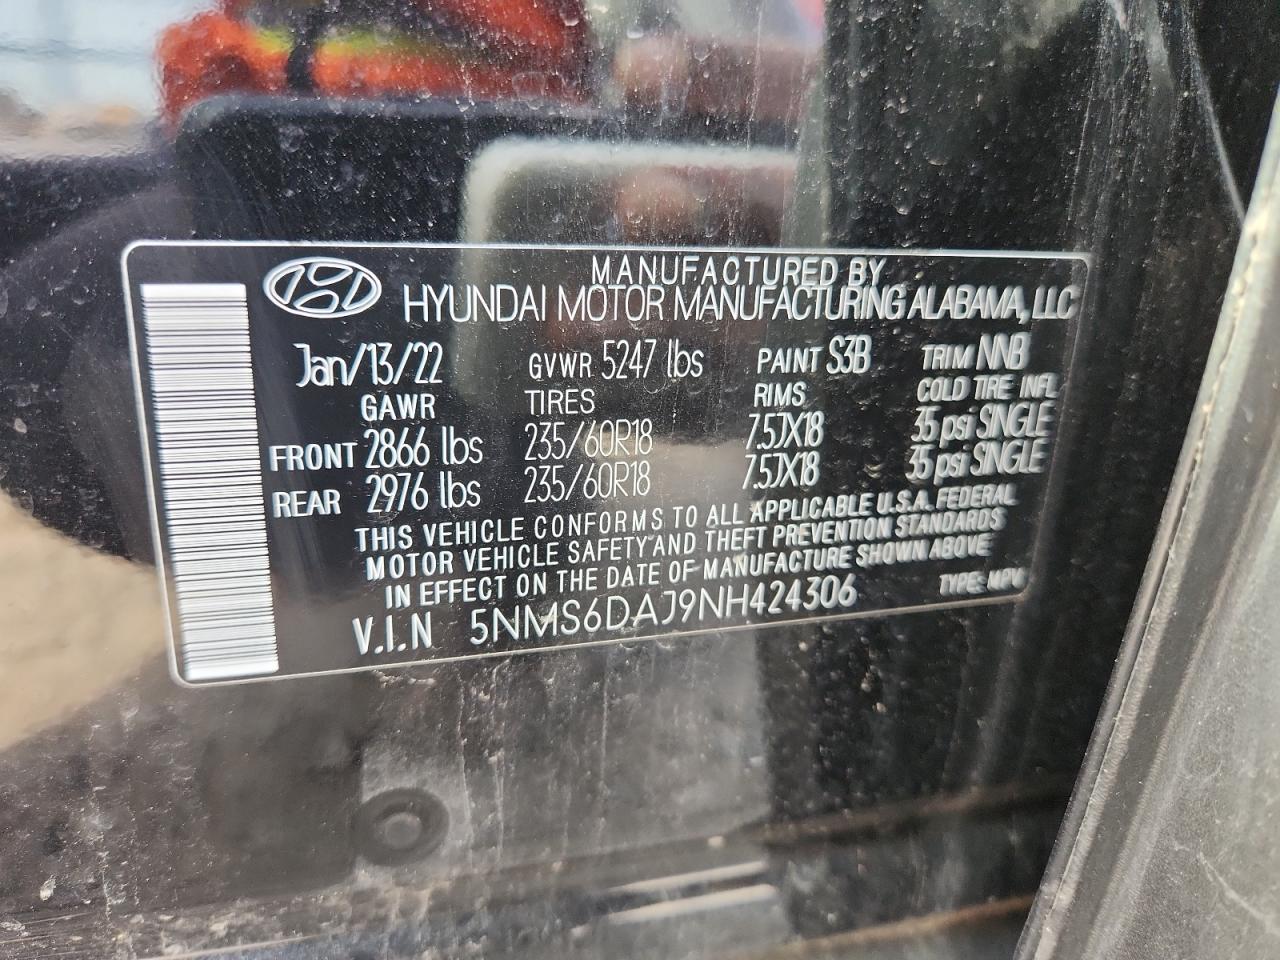 MANUFACTURED BY
HYUNDAI MOTOR MANUFACTURING ALABAMA, LLC
Jan/13/22 GVWR 5247 lbs PAINT S3B TRIM NNB
GAWR TIRES RIMS COLD TIRE INFL
FRONT 2866 lbs 235/60R18 7.5JX18 35 psi SINGLE
REAR 2976 lbs 235/60R18 7.5JX18 35 psi SINGLE
THIS VEHICLE CONFORMS TO ALL APPLICABLE U.S.A. FEDERAL
MOTOR VEHICLE SAFETY AND THEFT PREVENTION STANDARDS
IN EFFECT ON THE DATE OF MANUFACTURE SHOWN ABOVE
V.I.N 5NMS6DAJ9NH424306 TYPE: MPV